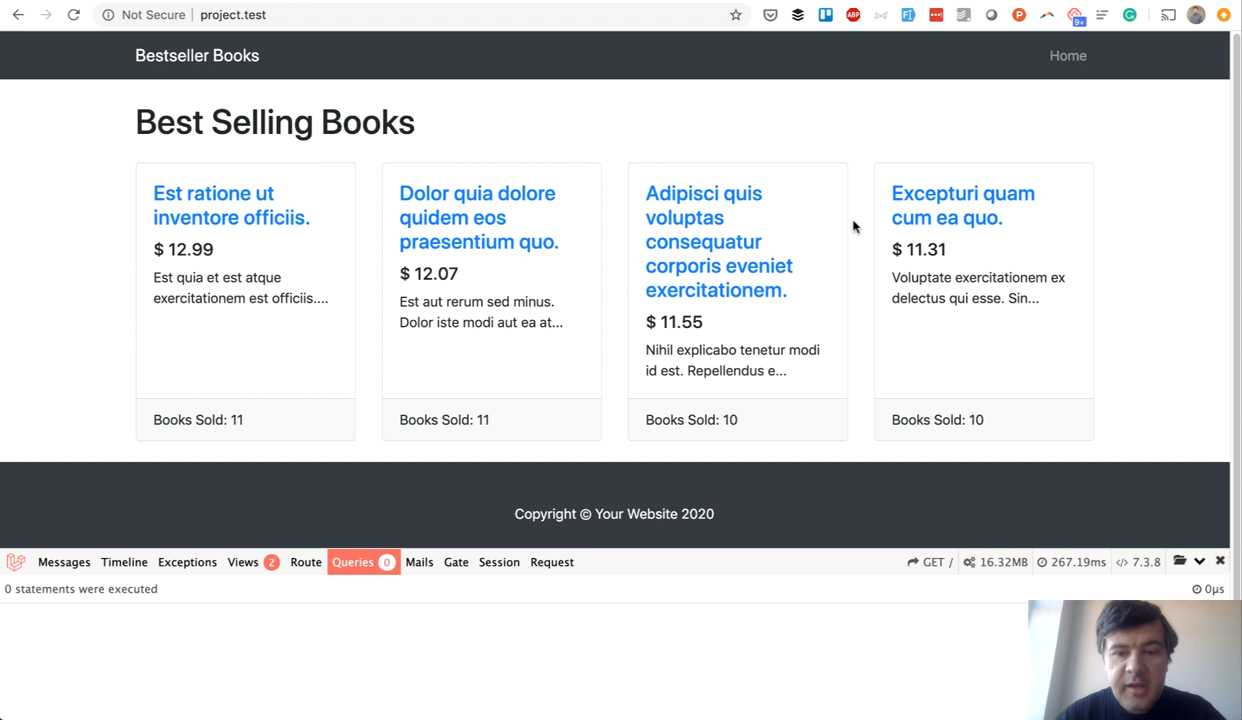 Not Secure | project.test
ABP
9+
Bestseller Books
Home
Best Selling Books
Est ratione ut
inventore officiis.
$ 12.99
Est quia et est atque
exercitationem est officiis....
Books Sold: 11
Dolor quia dolore
quidem eos
praesentium quo.
$ 12.07
Est aut rerum sed minus.
Dolor iste modi aut ea at...
Books Sold: 11
Adipisci quis
voluptas
consequatur
corporis eveniet
exercitationem.
$ 11.55
Nihil explicabo tenetur modi
id est. Repellendus e...
Books Sold: 10
Excepturi quam
cum ea quo.
$ 11.31
Voluptate exercitationem ex
delectus qui esse. Sin...
Books Sold: 10
Copyright © Your Website 2020
Messages Timeline Exceptions Views 2 Route Queries 0 Mails Gate Session Request GET / 16.32MB 267.19ms </> 7.3.8
0 statements were executed 0μs